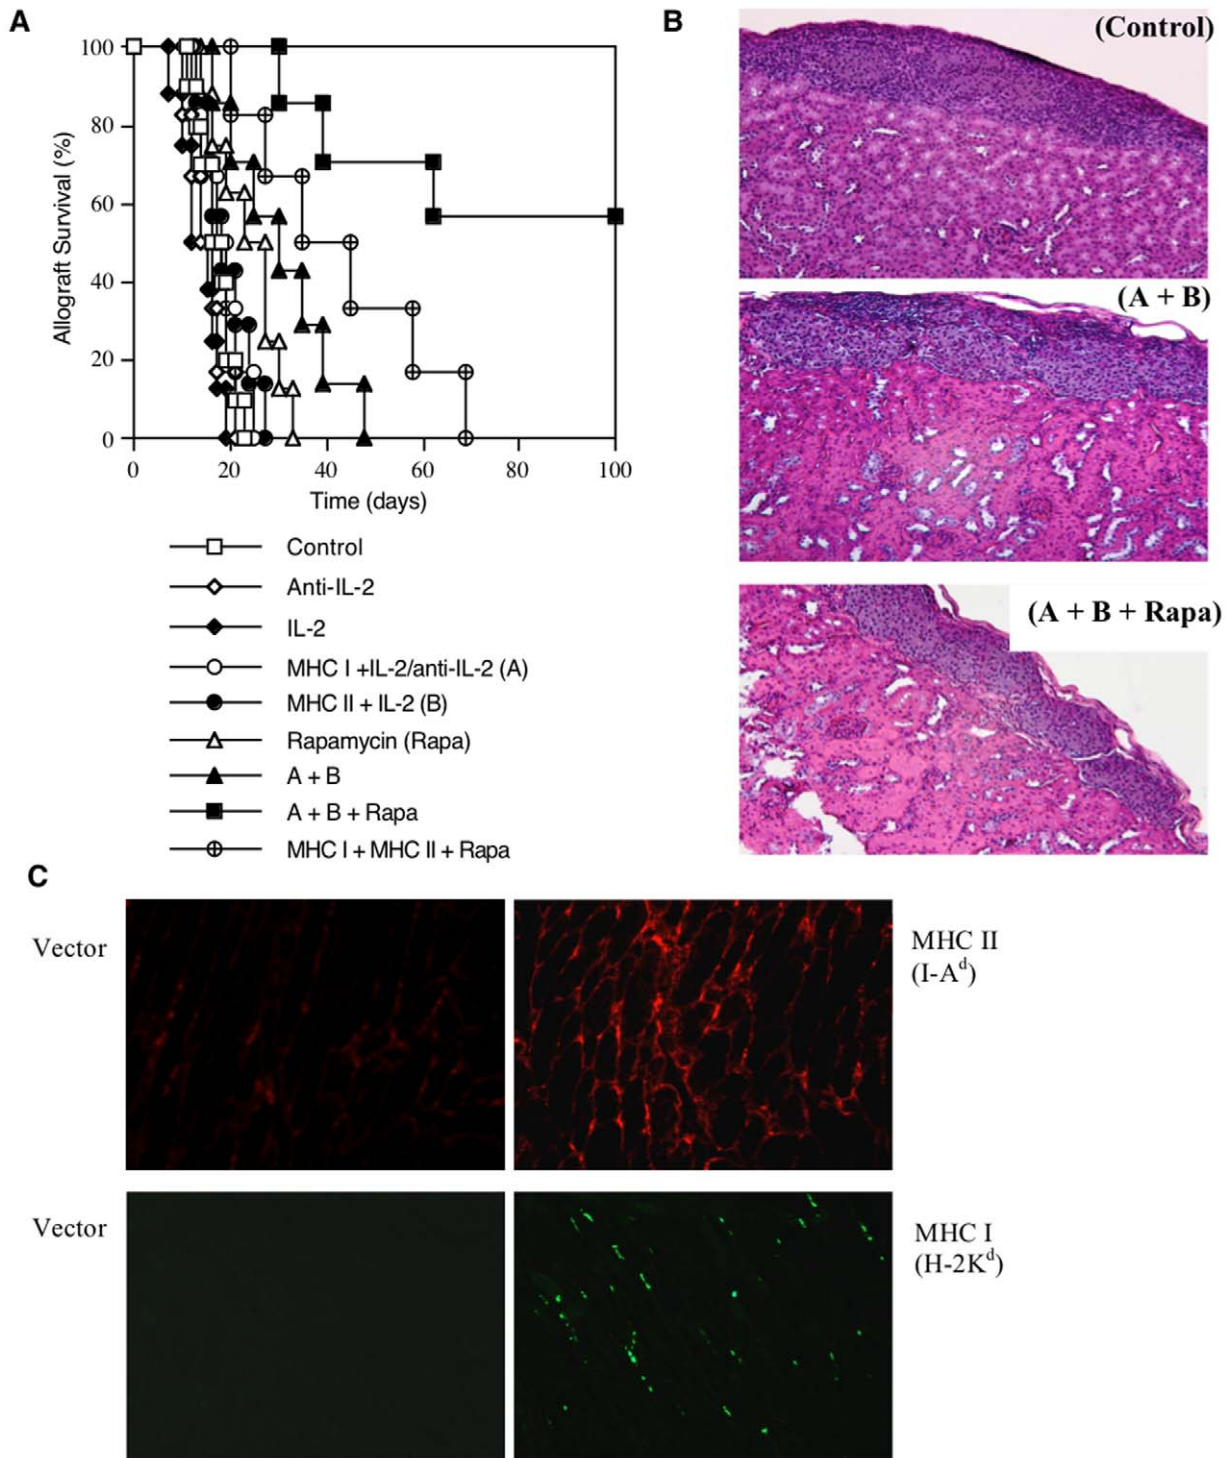 A
B
(Control)
100
80
60
40
20
0
Allograft Survival (%)
0 20 40 60 80 100
Time (days)
(A + B)
(A + B + Rapa)
Control
Anti-IL-2
IL-2
MHC I +IL-2/anti-IL-2 (A)
MHC II + IL-2 (B)
Rapamycin (Rapa)
A + B
A + B + Rapa
MHC I + MHC II + Rapa
C
Vector
MHC II
(I-Aᵈ)
Vector
MHC I
(H-2Kᵈ)